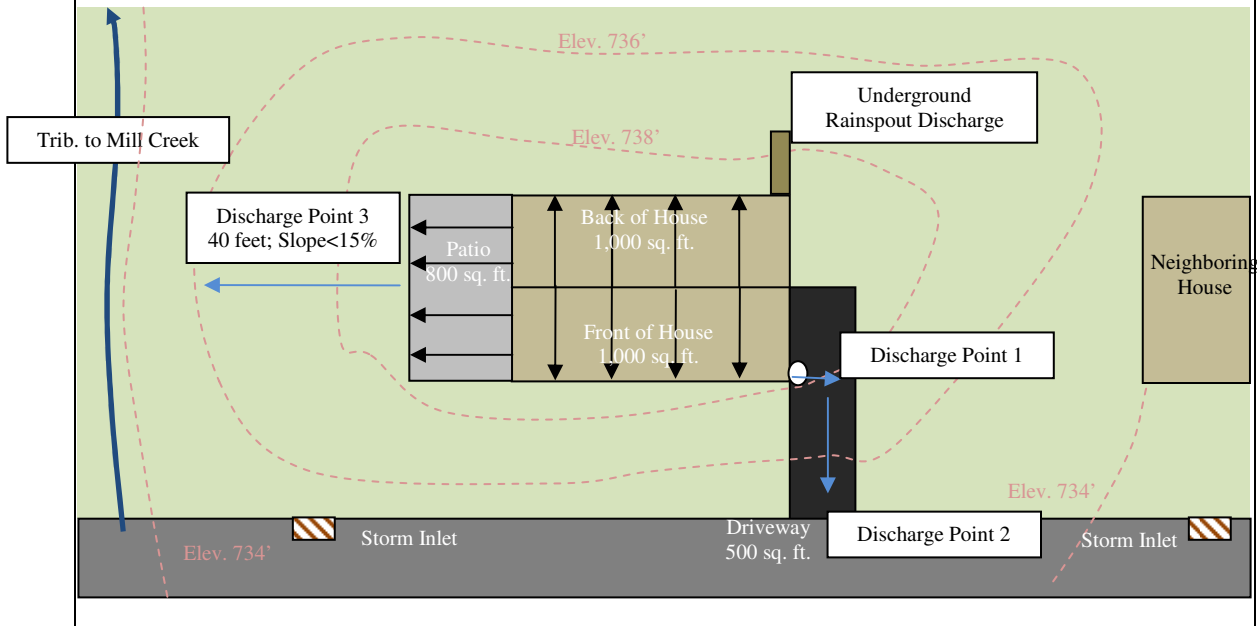 Elev. 736’
Underground
Rainspout Discharge
Trib. to Mill Creek
Elev. 738’
Discharge Point 3
40 feet; Slope<15%
Back of House
1,000 sq. ft.
Patio
800 sq. ft.
Neighboring
House
Front of House
1,000 sq. ft.
Discharge Point 1
Elev. 734’
Driveway
500 sq. ft.
Discharge Point 2
Storm Inlet
Storm Inlet
Elev. 734’